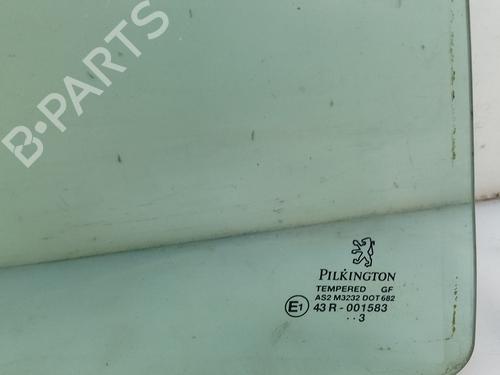 B-PARTS
PILKINGTON
TEMPERED GF
AS2 M3232 DOT 682
E1 43 R - 001583
· · 3